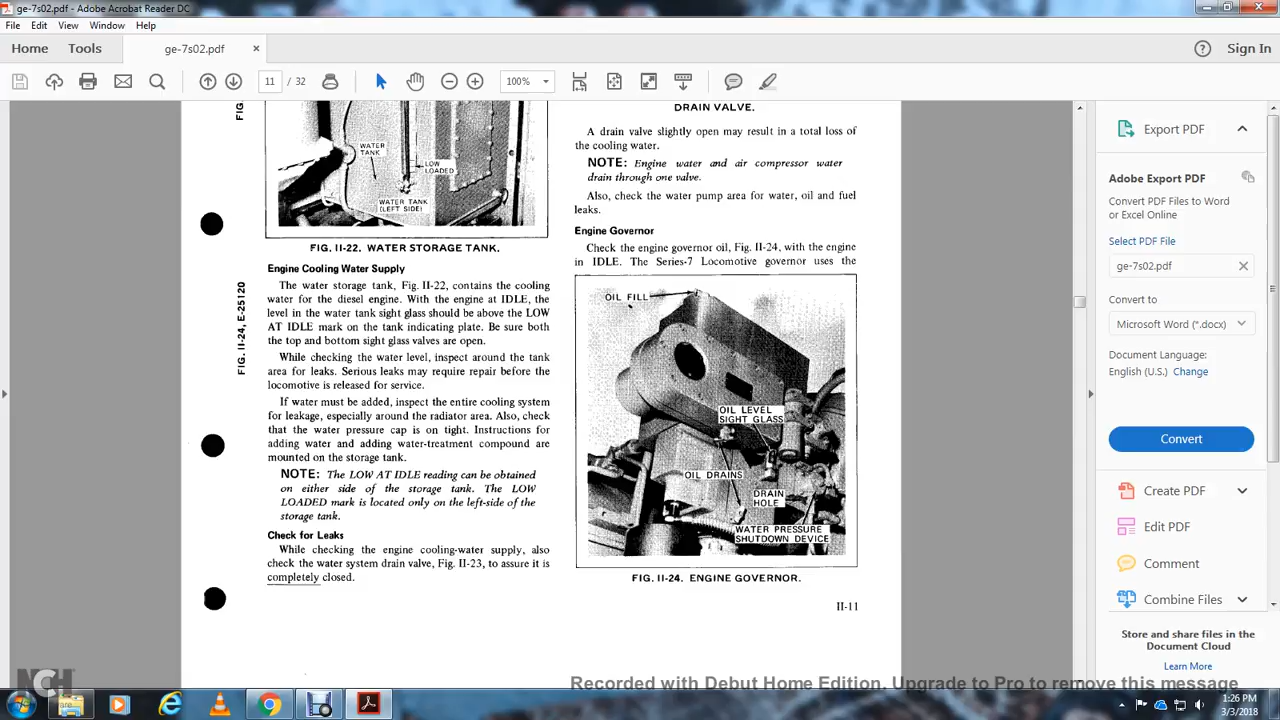 ge-7s02.pdf - Adobe Acrobat Reader DC
File Edit View Window Help
Home Tools ge-7s02.pdf × Sign In
11 / 32 100%
FIG.
WATER
TANK
LOW
LOADED
WATER TANK
(LEFT SIDE)
FIG. II-22. WATER STORAGE TANK.
FIG. II-24, E-25120
Engine Cooling Water Supply
The water storage tank, Fig. II-22, contains the cooling
water for the diesel engine. With the engine at IDLE, the
level in the water tank sight glass should be above the LOW
AT IDLE mark on the tank indicating plate. Be sure both
the top and bottom sight glass valves are open.
While checking the water level, inspect around the tank
area for leaks. Serious leaks may require repair before the
locomotive is released for service.
If water must be added, inspect the entire cooling system
for leakage, especially around the radiator area. Also, check
that the water pressure cap is on tight. Instructions for
adding water and adding water-treatment compound are
mounted on the storage tank.
NOTE: The LOW AT IDLE reading can be obtained
on either side of the storage tank. The LOW
LOADED mark is located only on the left-side of the
storage tank.
Check for Leaks
While checking the engine cooling-water supply, also
check the water system drain valve, Fig. II-23, to assure it is
completely closed.
DRAIN VALVE.
A drain valve slightly open may result in a total loss of
the cooling water.
NOTE: Engine water and air compressor water
drain through one valve.
Also, check the water pump area for water, oil and fuel
leaks.
Engine Governor
Check the engine governor oil, Fig. II-24, with the engine
in IDLE. The Series-7 Locomotive governor uses the
OIL FILL
OIL LEVEL
SIGHT GLASS
OIL DRAINS
DRAIN
HOLE
WATER PRESSURE
SHUTDOWN DEVICE
FIG. II-24. ENGINE GOVERNOR.
II-11
Export PDF
Adobe Export PDF
Convert PDF Files to Word
or Excel Online
Select PDF File
ge-7s02.pdf
Convert to
Microsoft Word (*.docx)
Document Language:
English (U.S.) Change
Convert
Create PDF
Edit PDF
Comment
Combine Files
Store and share files in the
Document Cloud
Learn More
NCH
Recorded with Debut Home Edition. Upgrade to Pro to remove this message
1:26 PM
3/3/2018